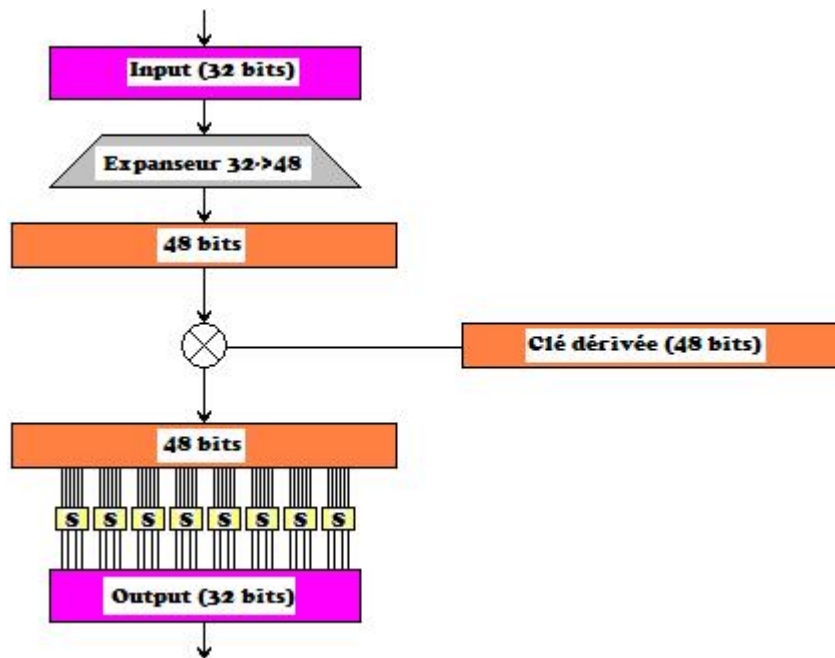 Input (32 bits)
Expanseur 32->48
48 bits
Clé dérivée (48 bits)
48 bits
S S S S S S S S
Output (32 bits)